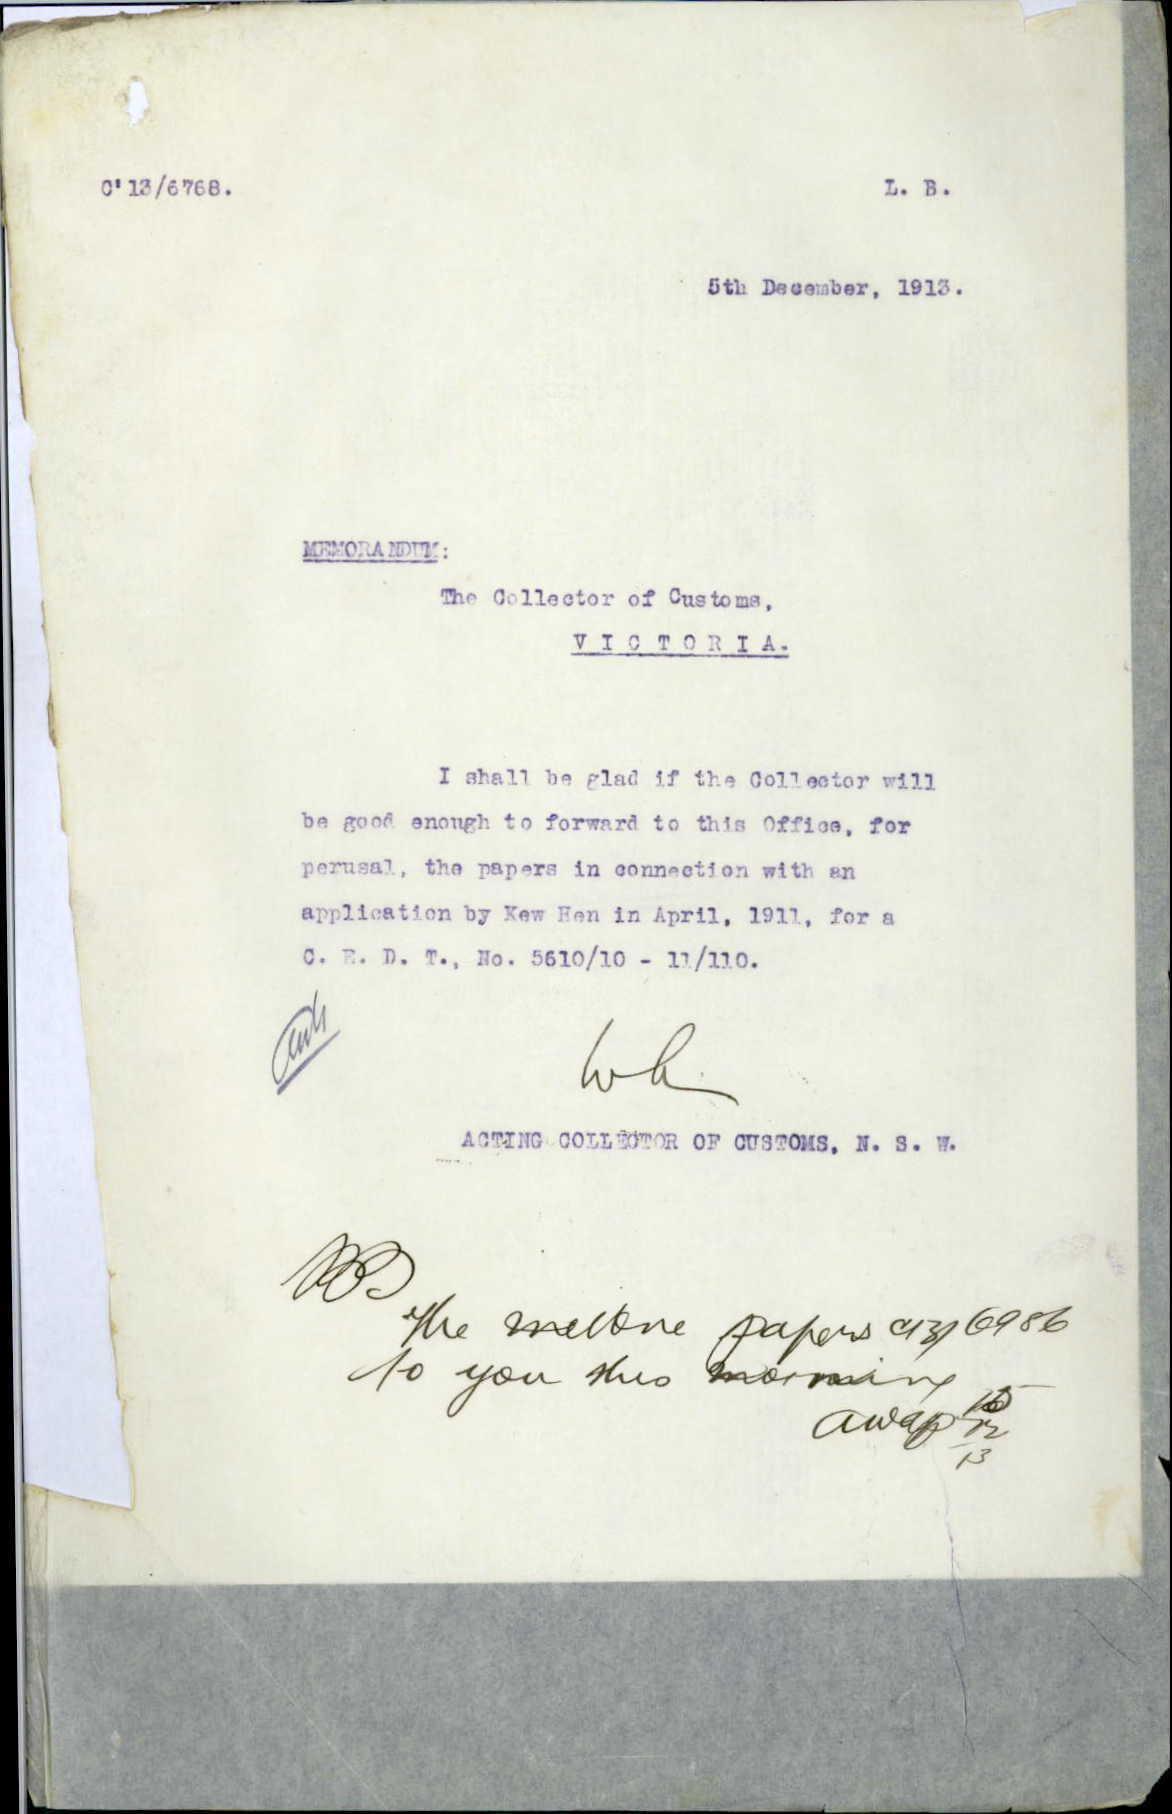 C'13/6768.
L. B.
5th December, 1913.
MEMORANDUM:
The Collector of Customs,
VICTORIA.
I shall be glad if the Collector will
be good enough to forward to this Office, for
perusal, the papers in connection with an
application by Kew Hen in April, 1911, for a
C. E. D. T., No. 5610/10 - 11/110.
ACTING COLLECTOR OF CUSTOMS, N. S. W.
The papers 6986
to you this morning
12
13